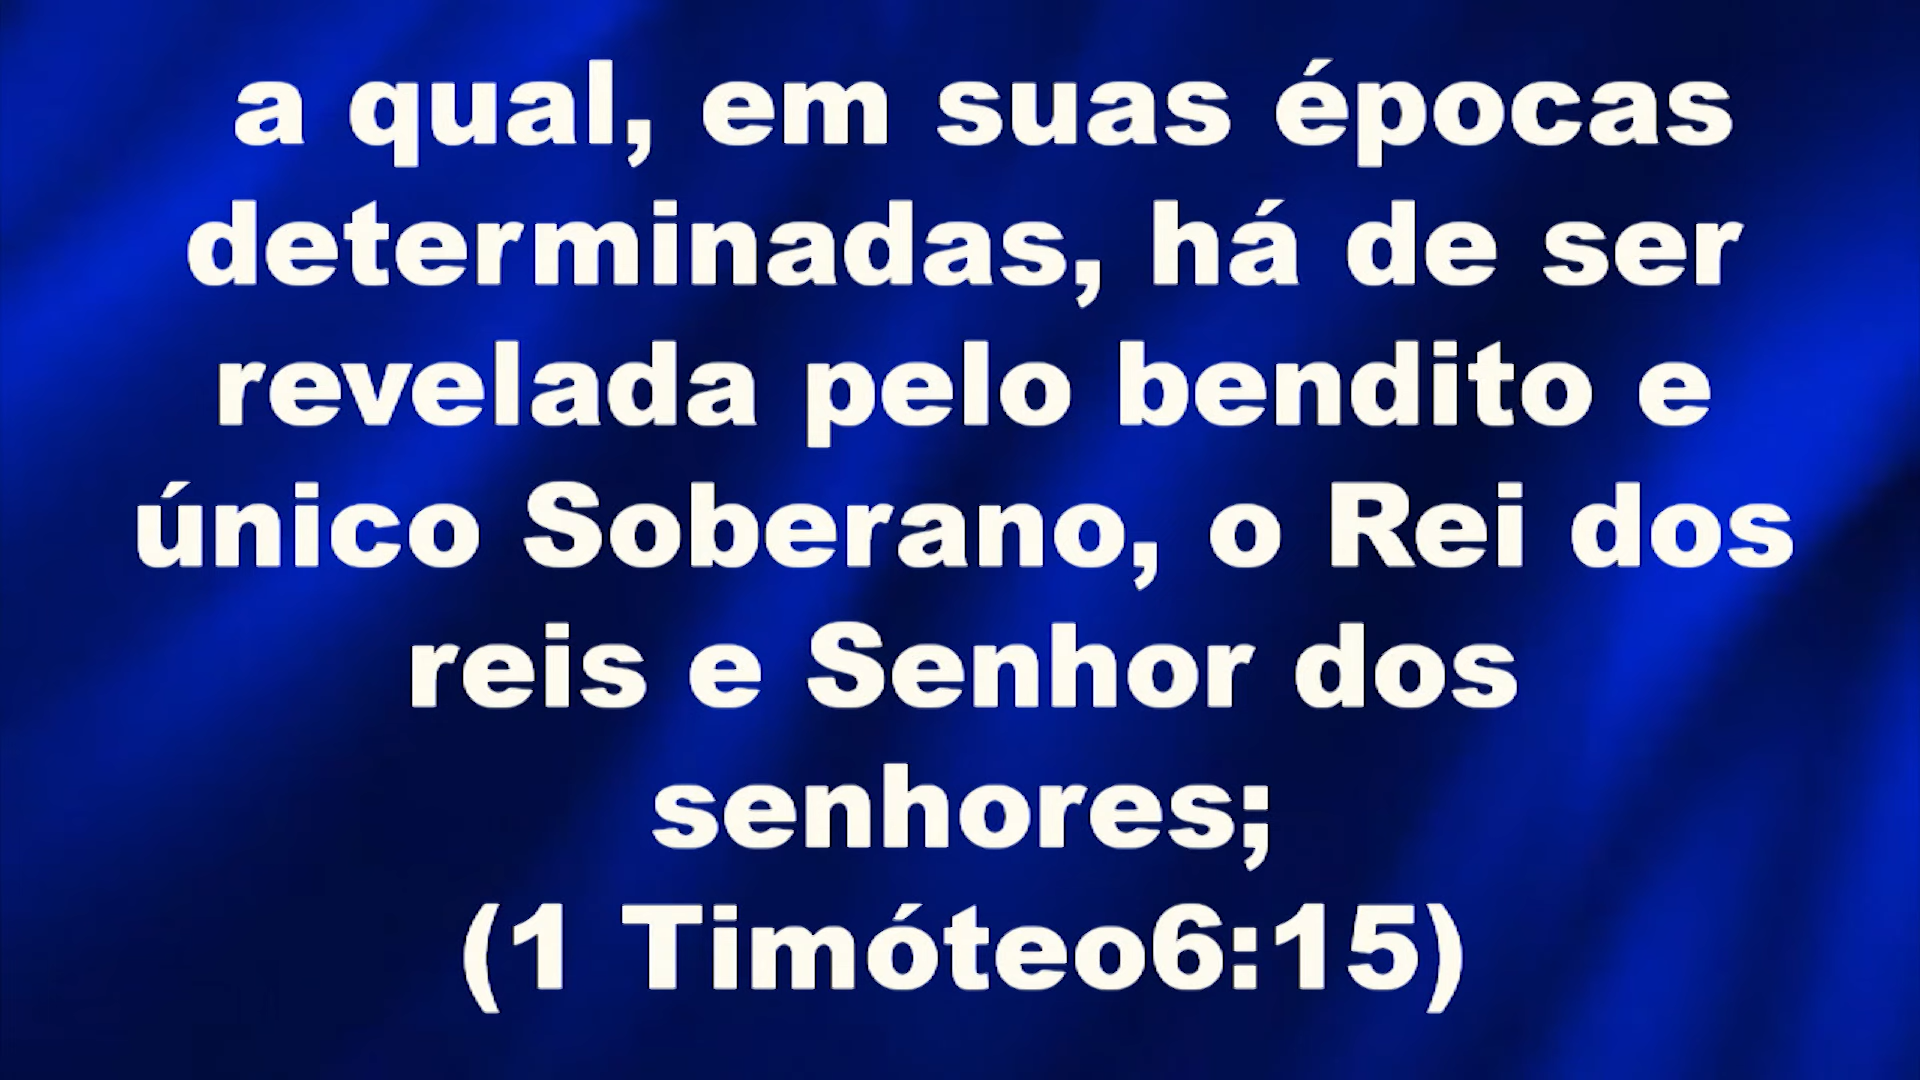 a qual, em suas épocas
determinadas, há de ser
revelada pelo bendito e
único Soberano, o Rei dos
reis e Senhor dos
senhores;
(1 Timóteo6:15)